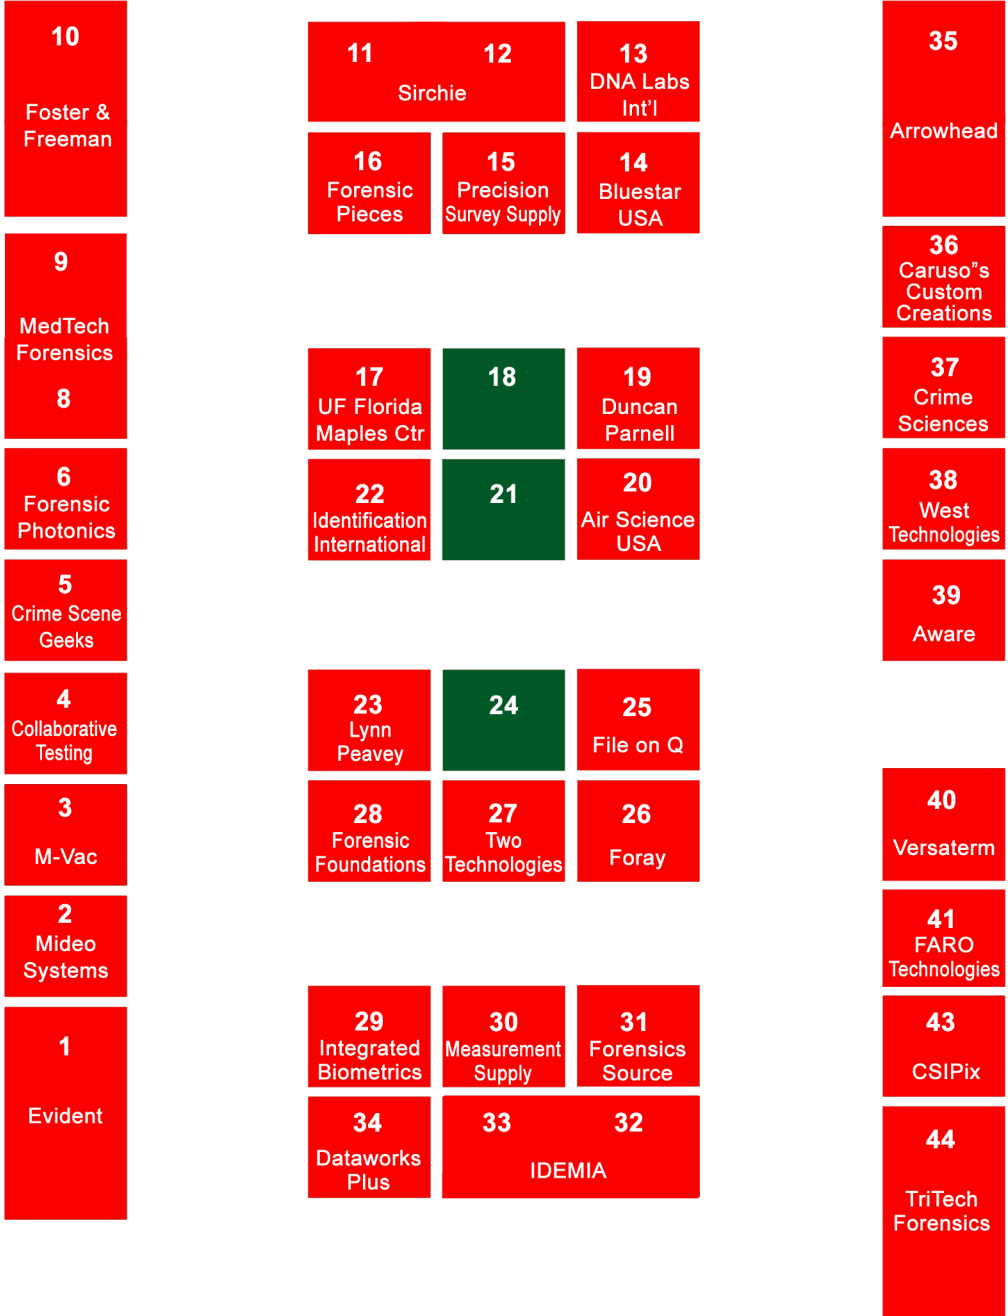 10
Foster &
Freeman
9
MedTech
Forensics
8
6
Forensic
Photonics
5
Crime Scene
Geeks
4
Collaborative
Testing
3
M-Vac
2
Mideo
Systems
1
Evident
11 12
Sirchie
13
DNA Labs
Int'l
16
Forensic
Pieces
15
Precision
Survey Supply
14
Bluestar
USA
17
UF Florida
Maples Ctr
18
19
Duncan
Parnell
22
Identification
International
21
20
Air Science
USA
23
Lynn
Peavey
24
25
File on Q
28
Forensic
Foundations
27
Two
Technologies
26
Foray
29
Integrated
Biometrics
30
Measurement
Supply
31
Forensics
Source
34
Dataworks
Plus
33 32
IDEMIA
35
Arrowhead
36
Caruso”s
Custom
Creations
37
Crime
Sciences
38
West
Technologies
39
Aware
40
Versaterm
41
FARO
Technologies
43
CSIPix
44
TriTech
Forensics